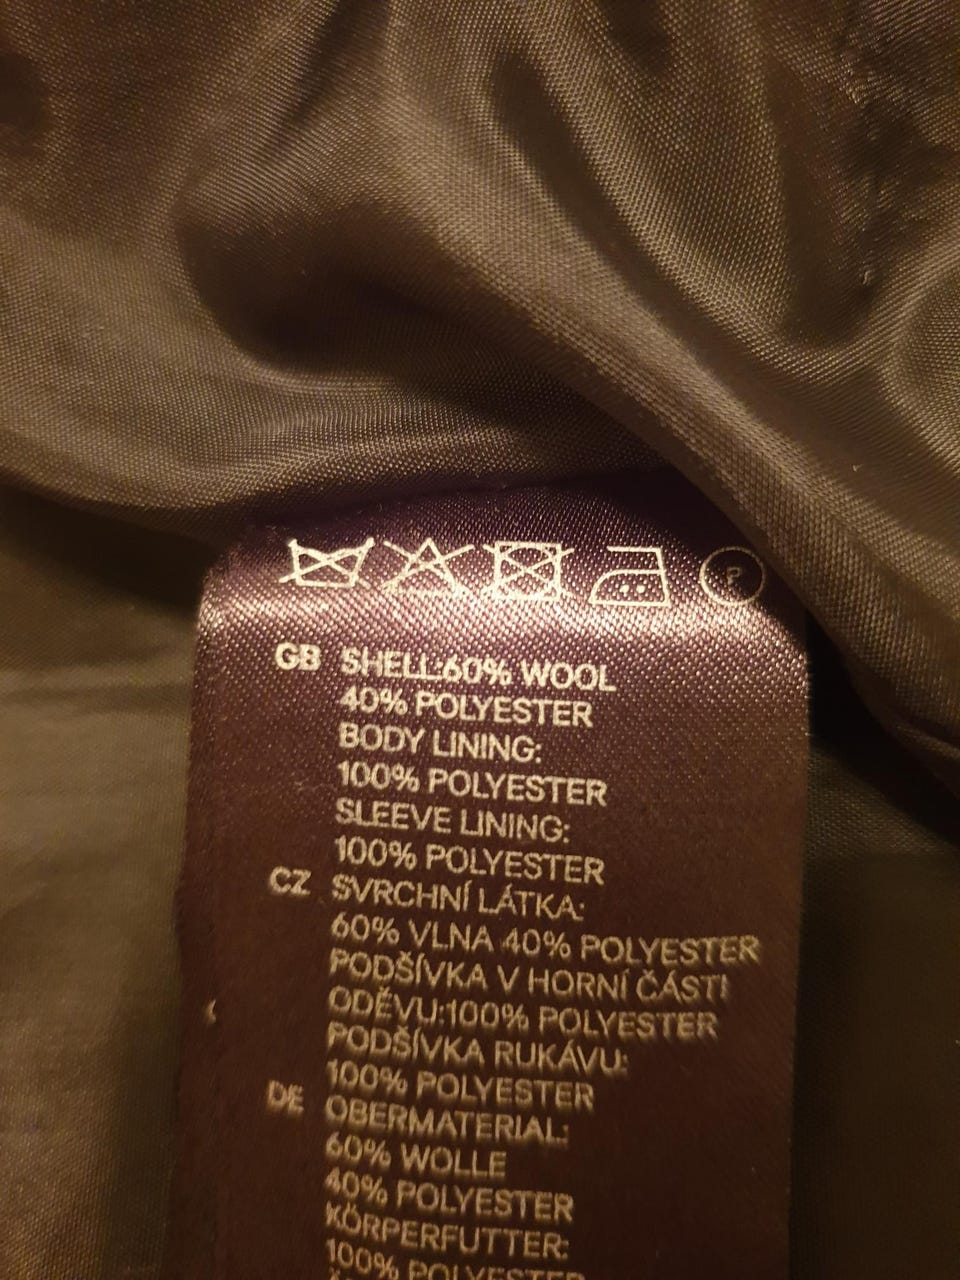 P
GB SHELL:60% WOOL
40% POLYESTER
BODY LINING:
100% POLYESTER
SLEEVE LINING:
100% POLYESTER
CZ SVRCHNÍ LÁTKA:
60% VLNA 40% POLYESTER
PODŠÍVKA V HORNÍ ČÁSTI
ODĚVU:100% POLYESTER
PODŠÍVKA RUKÁVU:
100% POLYESTER
DE OBERMATERIAL:
60% WOLLE
40% POLYESTER
KÖRPERFUTTER:
100% POLYESTER